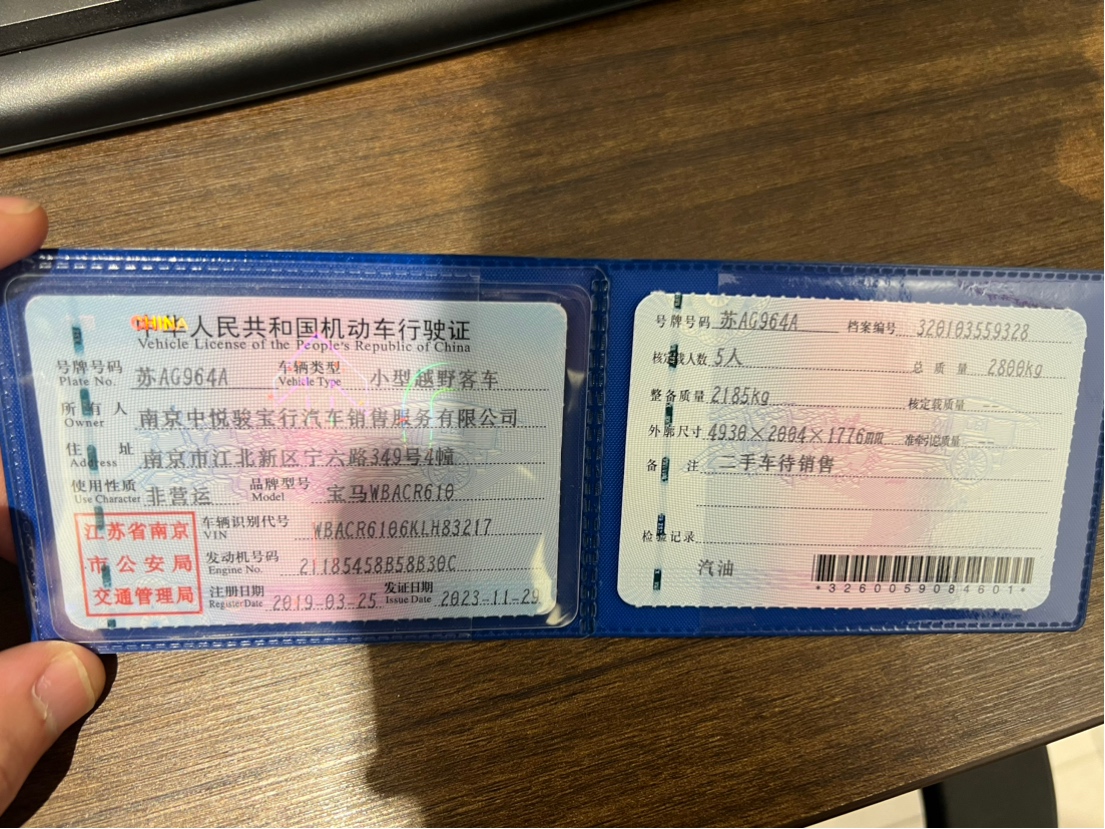 中华人民共和国机动车行驶证
CHINA
Vehicle License of the People's Republic of China
号牌号码 苏AG964A 车辆类型 小型越野客车
Plate No. Vehicle Type
所有人 南京中悦骏宝行汽车销售服务有限公司
Owner
住址 南京市江北新区宁六路349号4幢
Address
使用性质 非营运 品牌型号 宝马WBACR610
Use Character Model
江苏省南京
市公安局
交通管理局
车辆识别代号 WBACR6106KLH83217
VIN
发动机号码 21185458B58B30C
Engine No.
注册日期 2019-03-25 发证日期 2023-11-29
Register Date Issue Date
号牌号码 苏AG964A 档案编号 320103559328
核定载人数 5人 总质量 2800kg
整备质量 2185kg 核定载质量
外廓尺寸 4930×2004×1776mm 准牵引总质量
备注 二手车待销售
检验记录
汽油
*3260059084601*